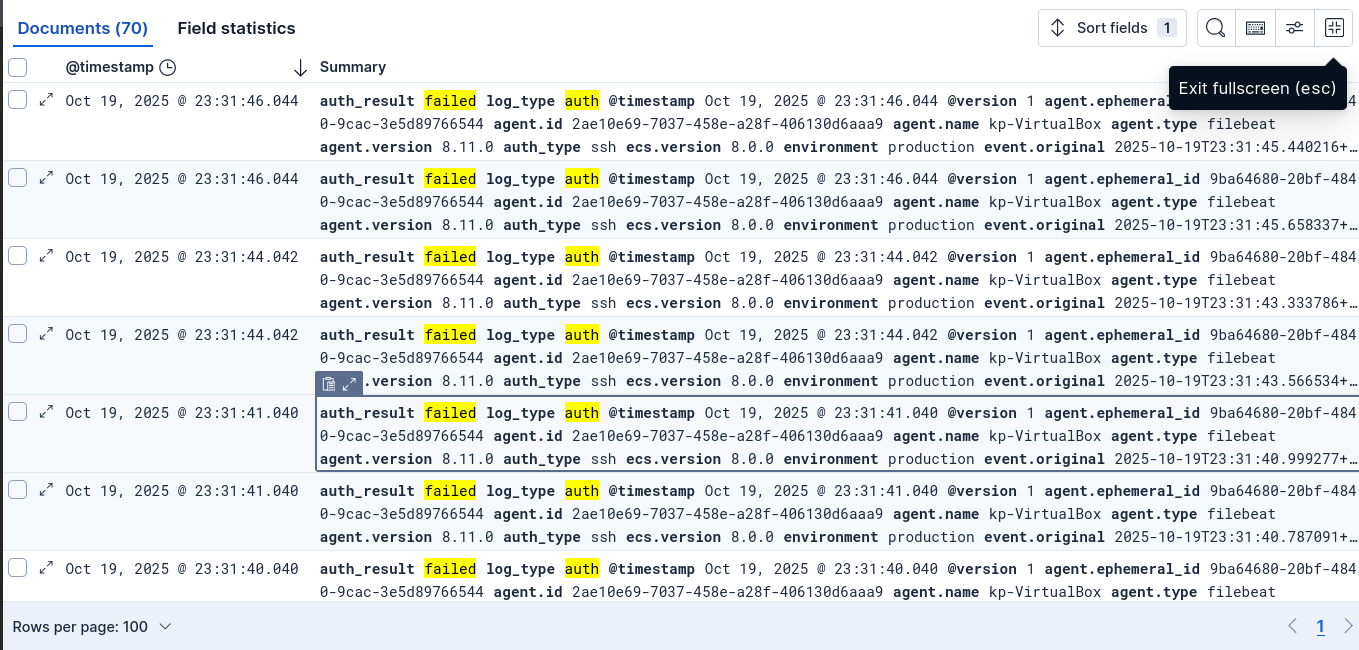 Documents (70) Field statistics Sort fields 1
@timestamp Summary
Exit fullscreen (esc)
Oct 19, 2025 @ 23:31:46.044 auth_result failed log_type auth @timestamp Oct 19, 2025 @ 23:31:46.044 @version 1 agent.ephemera 4
0-9cac-3e5d89766544 agent.id 2ae10e69-7037-458e-a28f-406130d6aaa9 agent.name kp-VirtualBox agent.type filebeat
agent.version 8.11.0 auth_type ssh ecs.version 8.0.0 environment production event.original 2025-10-19T23:31:45.440216+…
Oct 19, 2025 @ 23:31:46.044 auth_result failed log_type auth @timestamp Oct 19, 2025 @ 23:31:46.044 @version 1 agent.ephemeral_id 9ba64680-20bf-484
0-9cac-3e5d89766544 agent.id 2ae10e69-7037-458e-a28f-406130d6aaa9 agent.name kp-VirtualBox agent.type filebeat
agent.version 8.11.0 auth_type ssh ecs.version 8.0.0 environment production event.original 2025-10-19T23:31:45.658337+…
Oct 19, 2025 @ 23:31:44.042 auth_result failed log_type auth @timestamp Oct 19, 2025 @ 23:31:44.042 @version 1 agent.ephemeral_id 9ba64680-20bf-484
0-9cac-3e5d89766544 agent.id 2ae10e69-7037-458e-a28f-406130d6aaa9 agent.name kp-VirtualBox agent.type filebeat
agent.version 8.11.0 auth_type ssh ecs.version 8.0.0 environment production event.original 2025-10-19T23:31:43.333786+…
Oct 19, 2025 @ 23:31:44.042 auth_result failed log_type auth @timestamp Oct 19, 2025 @ 23:31:44.042 @version 1 agent.ephemeral_id 9ba64680-20bf-484
0-9cac-3e5d89766544 agent.id 2ae10e69-7037-458e-a28f-406130d6aaa9 agent.name kp-VirtualBox agent.type filebeat
.version 8.11.0 auth_type ssh ecs.version 8.0.0 environment production event.original 2025-10-19T23:31:43.566534+…
Oct 19, 2025 @ 23:31:41.040 auth_result failed log_type auth @timestamp Oct 19, 2025 @ 23:31:41.040 @version 1 agent.ephemeral_id 9ba64680-20bf-484
0-9cac-3e5d89766544 agent.id 2ae10e69-7037-458e-a28f-406130d6aaa9 agent.name kp-VirtualBox agent.type filebeat
agent.version 8.11.0 auth_type ssh ecs.version 8.0.0 environment production event.original 2025-10-19T23:31:40.999277+…
Oct 19, 2025 @ 23:31:41.040 auth_result failed log_type auth @timestamp Oct 19, 2025 @ 23:31:41.040 @version 1 agent.ephemeral_id 9ba64680-20bf-484
0-9cac-3e5d89766544 agent.id 2ae10e69-7037-458e-a28f-406130d6aaa9 agent.name kp-VirtualBox agent.type filebeat
agent.version 8.11.0 auth_type ssh ecs.version 8.0.0 environment production event.original 2025-10-19T23:31:40.787091+…
Oct 19, 2025 @ 23:31:40.040 auth_result failed log_type auth @timestamp Oct 19, 2025 @ 23:31:40.040 @version 1 agent.ephemeral_id 9ba64680-20bf-484
0-9cac-3e5d89766544 agent.id 2ae10e69-7037-458e-a28f-406130d6aaa9 agent.name kp-VirtualBox agent.type filebeat
Rows per page: 100 1